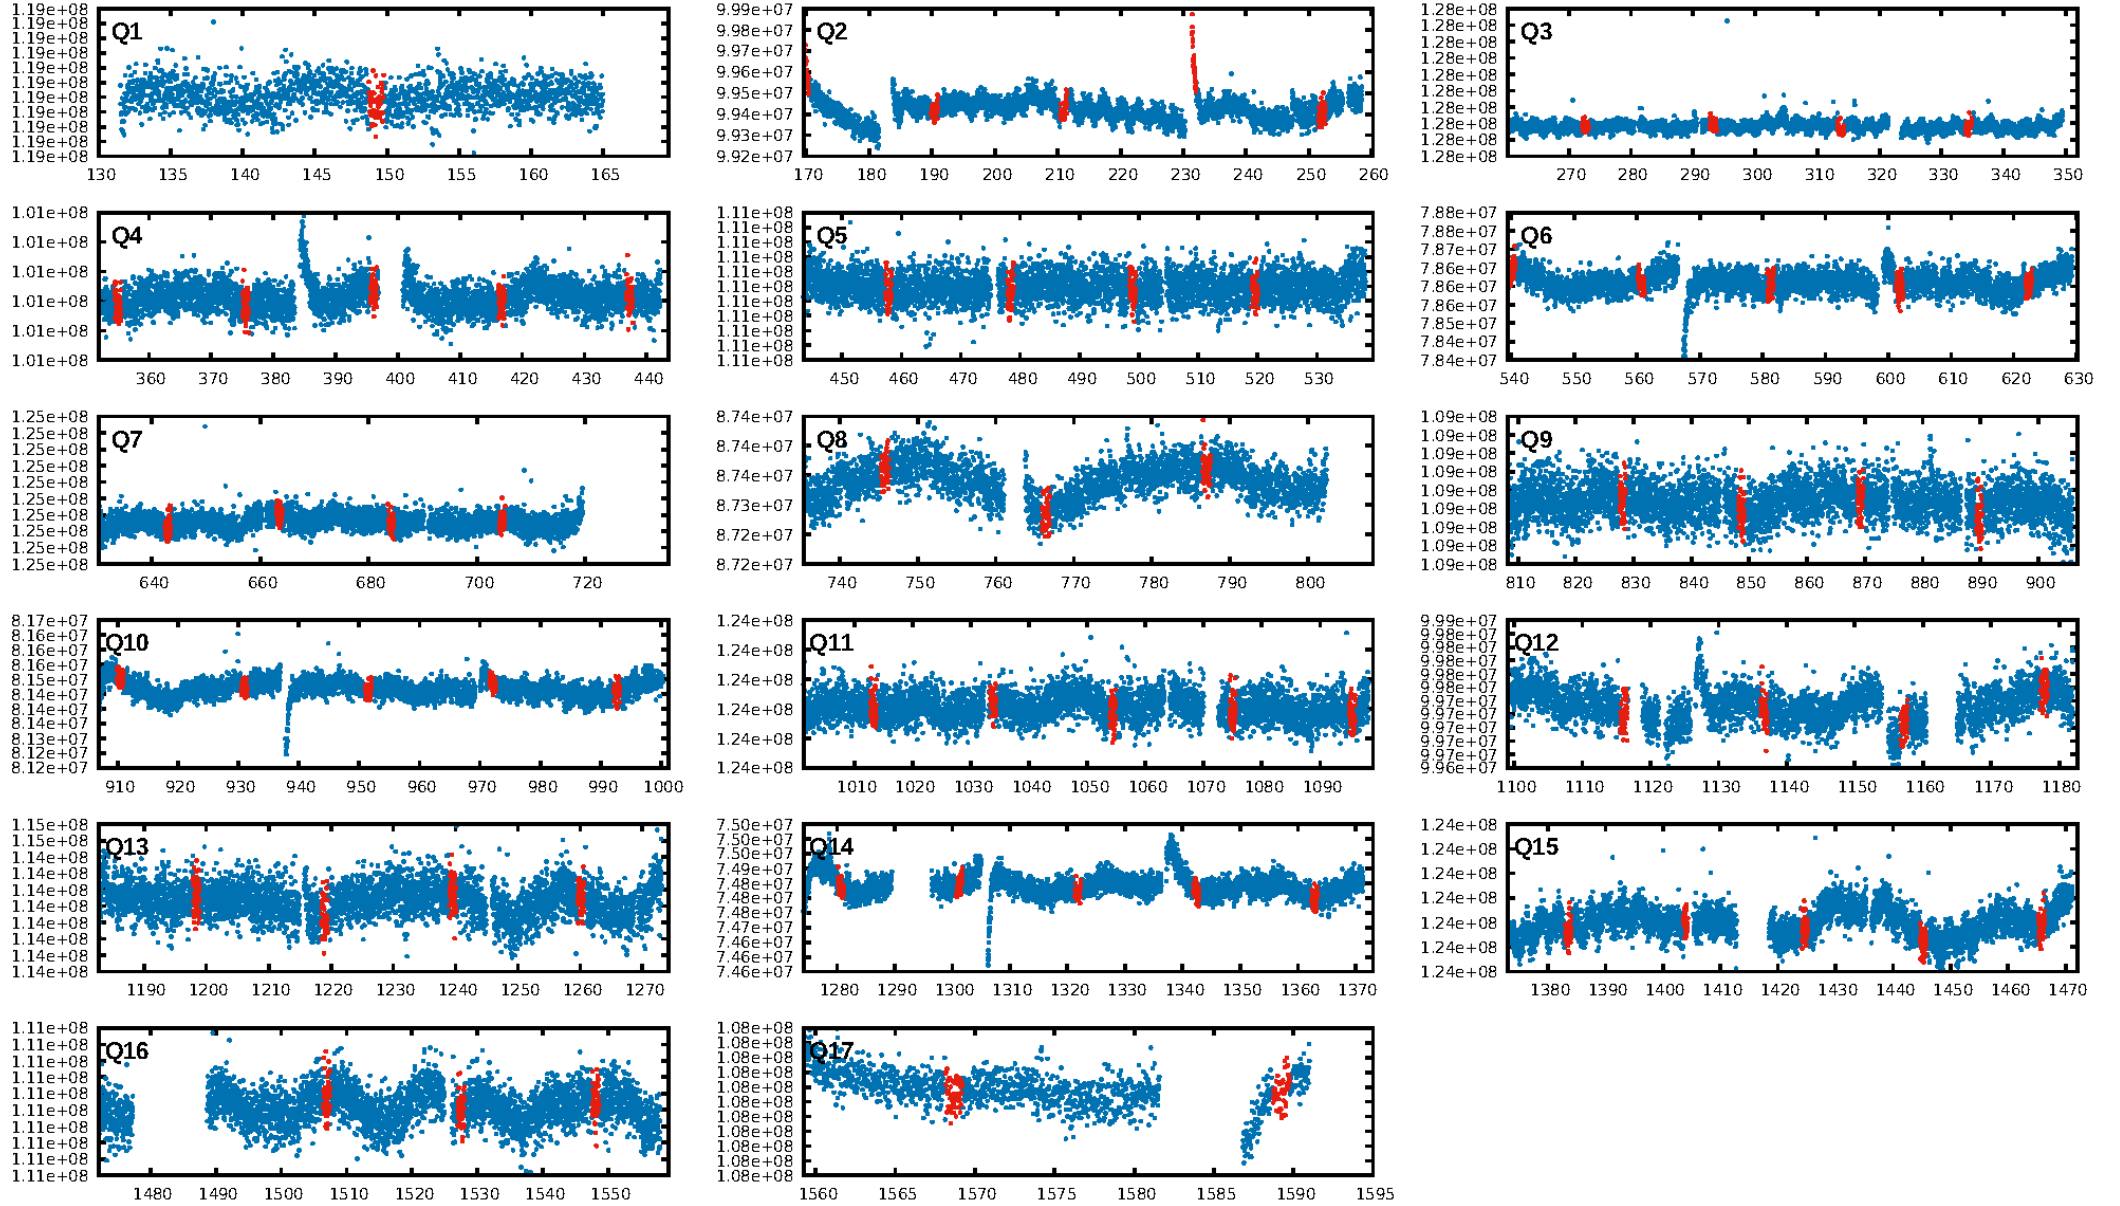 1.19e+08 1.19e+08 1.19e+08 1.19e+08 1.19e+08 1.19e+08 1.19e+08 1.19e+08 1.19e+08 1.19e+08 1.19e+08
Q1
130 135 140 145 150 155 160 165
9.99e+07 9.98e+07 9.97e+07 9.96e+07 9.95e+07 9.94e+07 9.93e+07 9.92e+07
Q2
170 180 190 200 210 220 230 240 250 260
1.28e+08 1.28e+08 1.28e+08 1.28e+08 1.28e+08 1.28e+08 1.28e+08 1.28e+08 1.28e+08 1.28e+08
Q3
270 280 290 300 310 320 330 340 350
1.01e+08 1.01e+08 1.01e+08 1.01e+08 1.01e+08 1.01e+08
Q4
360 370 380 390 400 410 420 430 440
1.11e+08 1.11e+08 1.11e+08 1.11e+08 1.11e+08 1.11e+08 1.11e+08 1.11e+08 1.11e+08 1.11e+08 1.11e+08
Q5
450 460 470 480 490 500 510 520 530
7.88e+07 7.88e+07 7.87e+07 7.87e+07 7.86e+07 7.86e+07 7.85e+07 7.84e+07 7.84e+07
Q6
540 550 560 570 580 590 600 610 620 630
1.25e+08 1.25e+08 1.25e+08 1.25e+08 1.25e+08 1.25e+08 1.25e+08 1.25e+08 1.25e+08 1.25e+08
Q7
640 660 680 700 720
8.74e+07 8.74e+07 8.74e+07 8.73e+07 8.72e+07 8.72e+07
Q8
740 750 760 770 780 790 800
1.09e+08 1.09e+08 1.09e+08 1.09e+08 1.09e+08 1.09e+08 1.09e+08 1.09e+08 1.09e+08
Q9
810 820 830 840 850 860 870 880 890 900
8.17e+07 8.16e+07 8.16e+07 8.16e+07 8.15e+07 8.14e+07 8.14e+07 8.13e+07 8.13e+07 8.12e+07 8.12e+07
Q10
910 920 930 940 950 960 970 980 990 1000
1.24e+08 1.24e+08 1.24e+08 1.24e+08 1.24e+08 1.24e+08
Q11
1010 1020 1030 1040 1050 1060 1070 1080 1090
9.99e+07 9.98e+07 9.98e+07 9.98e+07 9.98e+07 9.98e+07 9.97e+07 9.97e+07 9.97e+07 9.97e+07 9.96e+07
Q12
1100 1110 1120 1130 1140 1150 1160 1170 1180
1.15e+08 1.15e+08 1.14e+08 1.14e+08 1.14e+08 1.14e+08 1.14e+08 1.14e+08 1.14e+08
Q13
1190 1200 1210 1220 1230 1240 1250 1260 1270
7.50e+07 7.50e+07 7.50e+07 7.49e+07 7.48e+07 7.48e+07 7.47e+07 7.46e+07 7.46e+07
Q14
1280 1290 1300 1310 1320 1330 1340 1350 1360 1370
1.24e+08 1.24e+08 1.24e+08 1.24e+08 1.24e+08 1.24e+08 1.24e+08
Q15
1380 1390 1400 1410 1420 1430 1440 1450 1460 1470
1.11e+08 1.11e+08 1.11e+08 1.11e+08 1.11e+08 1.11e+08 1.11e+08 1.11e+08 1.11e+08 1.11e+08
Q16
1480 1490 1500 1510 1520 1530 1540 1550
1.08e+08 1.08e+08 1.08e+08 1.08e+08 1.08e+08 1.08e+08 1.08e+08 1.08e+08 1.08e+08 1.08e+08 1.08e+08
Q17
1560 1565 1570 1575 1580 1585 1590 1595